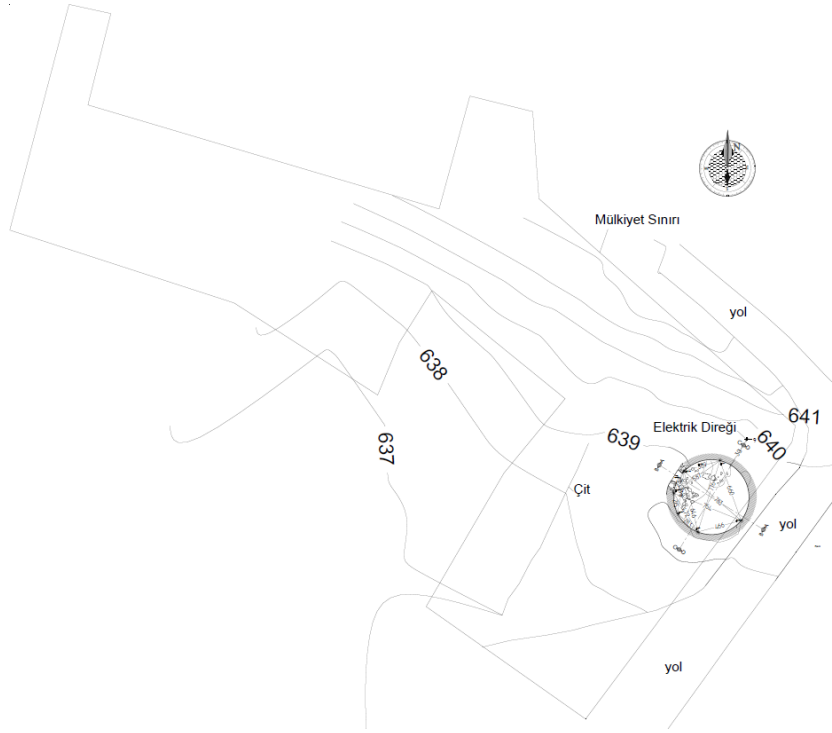 N
Mülkiyet Sınırı
yol
638
641
Elektrik Direği
640
639
637
Çit
yol
yol